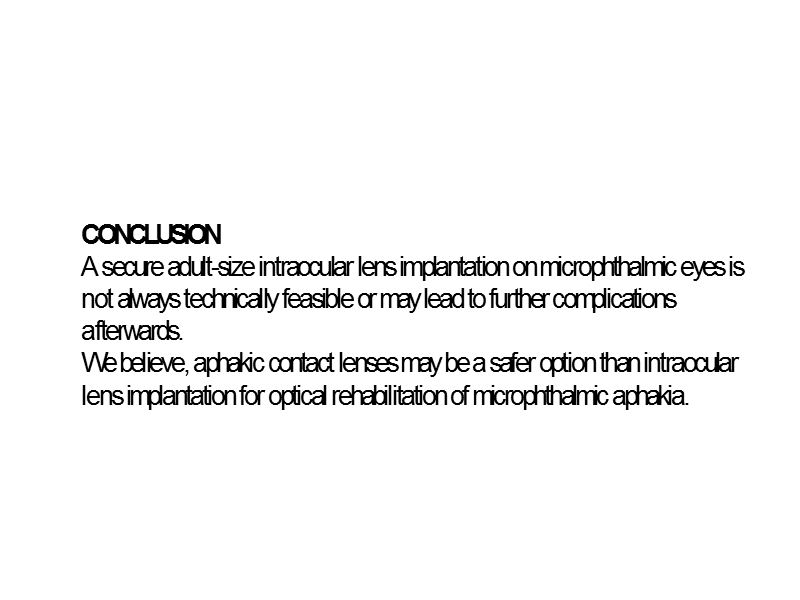 CONCLUSION
A secure adult-size intraocular lens implantation on microphthalmic eyes is
not always technically feasible or may lead to further complications
afterwards.
We believe, aphakic contact lenses may be a safer option than intraocular
lens implantation for optical rehabilitation of microphthalmic aphakia.